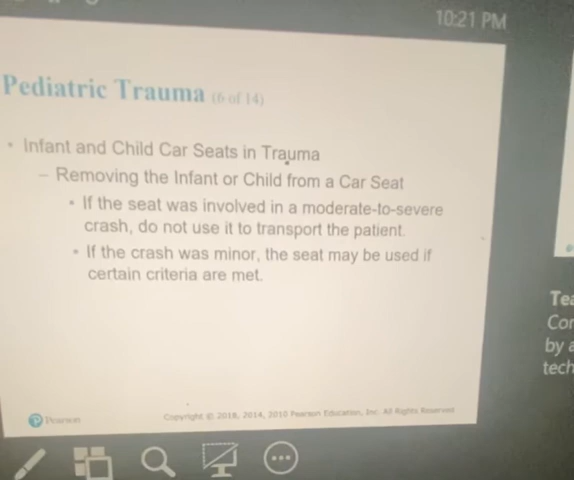 10:21 PM
Pediatric Trauma (6 of 14)
• Infant and Child Car Seats in Trauma
– Removing the Infant or Child from a Car Seat
• If the seat was involved in a moderate-to-severe
crash, do not use it to transport the patient.
• If the crash was minor, the seat may be used if
certain criteria are met.
Pearson
Copyright © 2018, 2014, 2010 Pearson Education, Inc. All Rights Reserved
by a